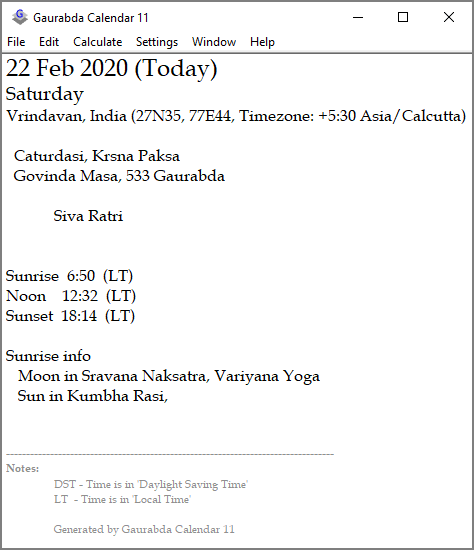 Gaurabda Calendar 11
File Edit Calculate Settings Window Help
22 Feb 2020 (Today)
Saturday
Vrindavan, India (27N35, 77E44, Timezone: +5:30 Asia/Calcutta)
Caturdasi, Krsna Paksa
Govinda Masa, 533 Gaurabda
Siva Ratri
Sunrise 6:50 (LT)
Noon 12:32 (LT)
Sunset 18:14 (LT)
Sunrise info
Moon in Sravana Naksatra, Variyana Yoga
Sun in Kumbha Rasi,
Notes:
DST - Time is in 'Daylight Saving Time'
LT - Time is in 'Local Time'
Generated by Gaurabda Calendar 11